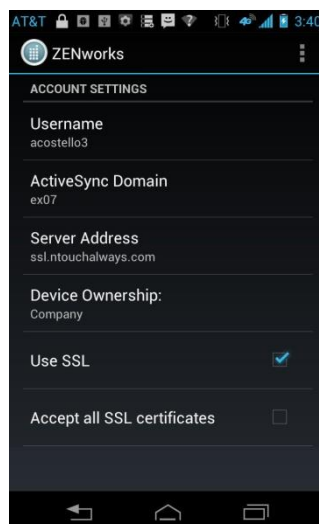 AT&T 3:40
ZENworks
ACCOUNT SETTINGS
Username
acostello3
ActiveSync Domain
ex07
Server Address
ssl.ntouchalways.com
Device Ownership:
Company
Use SSL
Accept all SSL certificates